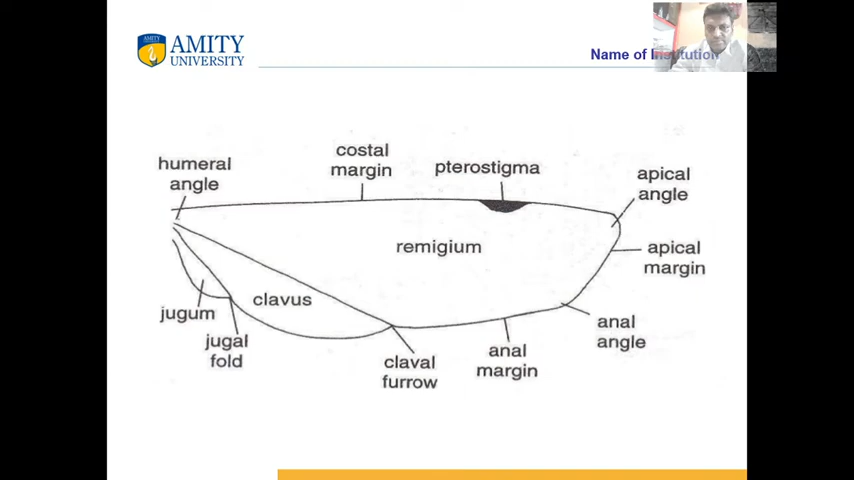 AMITY
UNIVERSITY
Name of Institution
humeral
angle
costal
margin
pterostigma
apical
angle
remigium
apical
margin
clavus
jugum
jugal
fold
claval
furrow
anal
margin
anal
angle